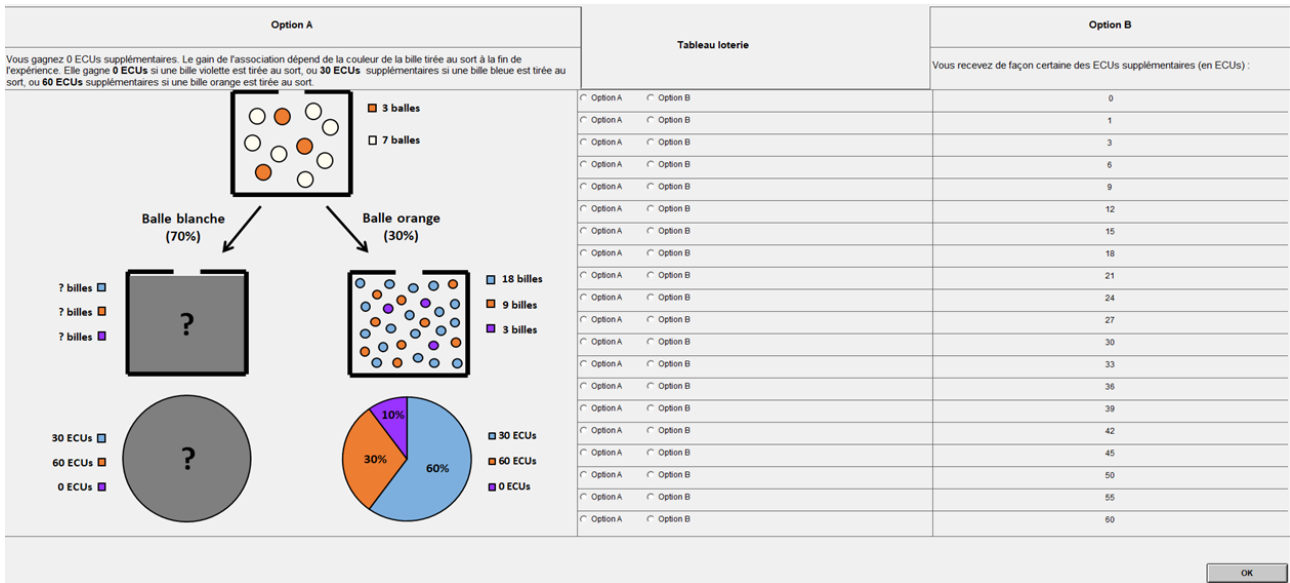 Option A
Tableau loterie
Option B
Vous gagnez 0 ECUs supplémentaires. Le gain de l'association dépend de la couleur de la bille tirée au sort à la fin de
l'expérience. Elle gagne 0 ECUs si une bille violette est tirée au sort, ou 30 ECUs supplémentaires si une bille bleue est tirée au
sort, ou 60 ECUs supplémentaires si une bille orange est tirée au sort.
Vous recevez de façon certaine des ECUs supplémentaires (en ECUs) :
3 balles
7 balles
Balle blanche
(70%)
Balle orange
(30%)
? billes
? billes
? billes
?
18 billes
9 billes
3 billes
30 ECUs
60 ECUs
0 ECUs
?
10%
30%
60%
30 ECUs
60 ECUs
0 ECUs
Option A Option B 0
Option A Option B 1
Option A Option B 3
Option A Option B 6
Option A Option B 9
Option A Option B 12
Option A Option B 15
Option A Option B 18
Option A Option B 21
Option A Option B 24
Option A Option B 27
Option A Option B 30
Option A Option B 33
Option A Option B 36
Option A Option B 39
Option A Option B 42
Option A Option B 45
Option A Option B 50
Option A Option B 55
Option A Option B 60
OK